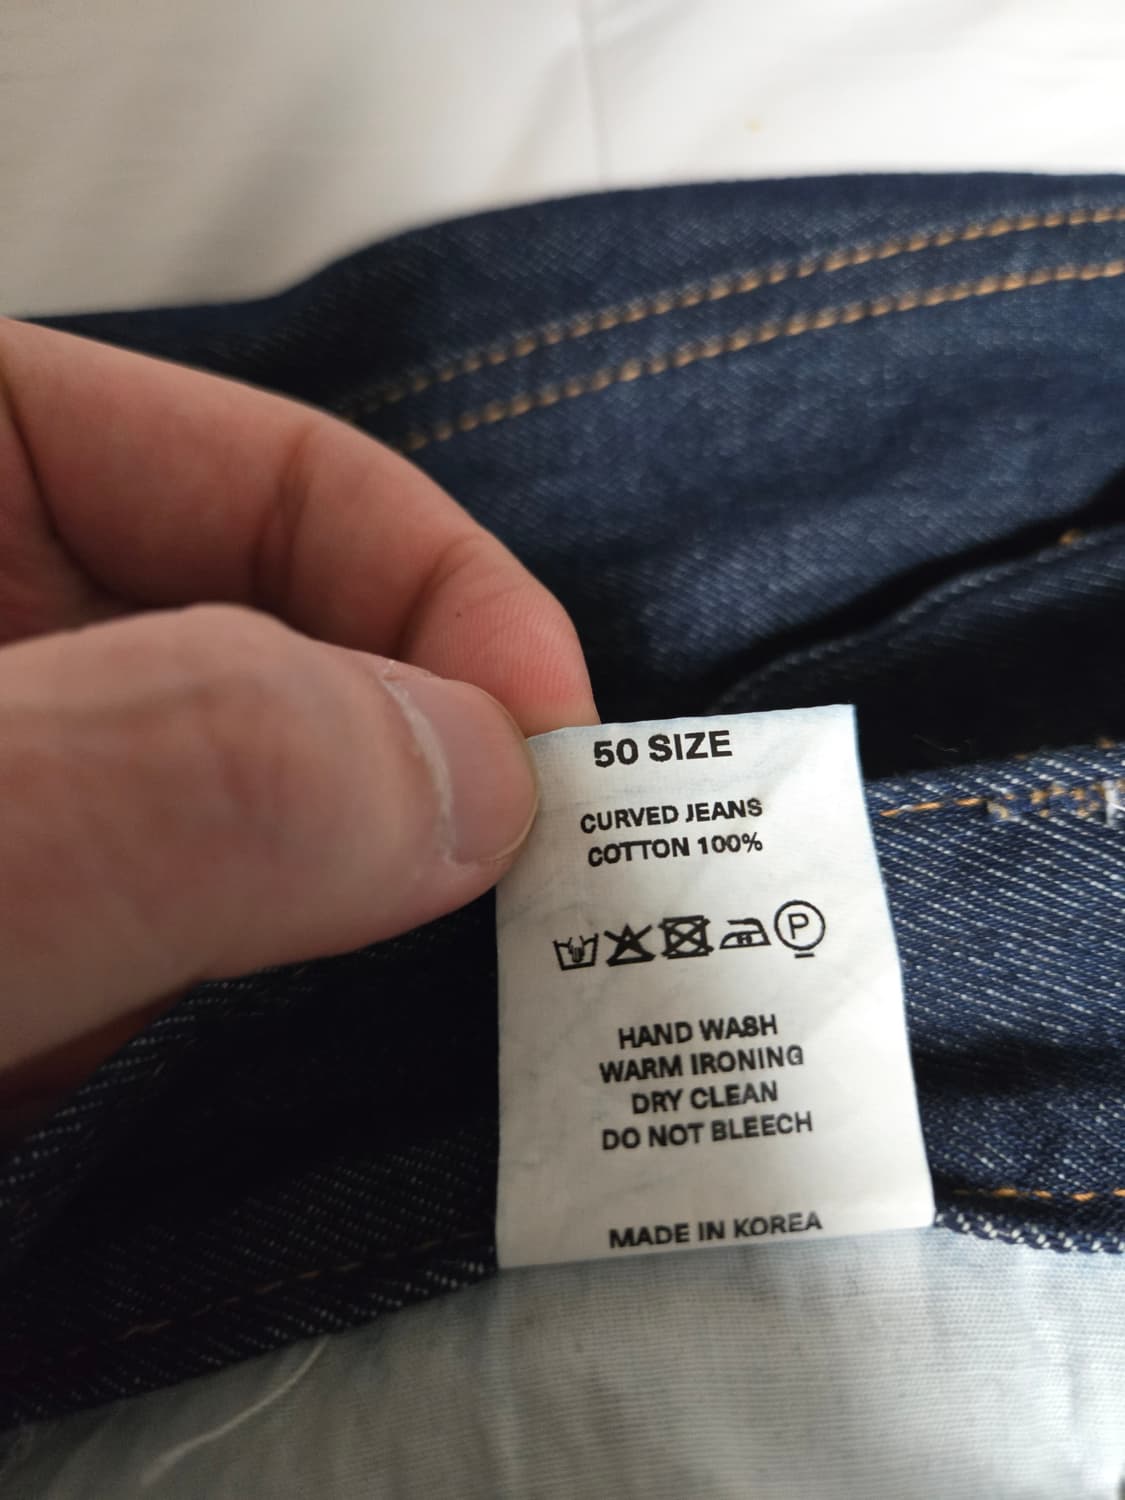 50 SIZE
CURVED JEANS
COTTON 100%
P
HAND WASH
WARM IRONING
DRY CLEAN
DO NOT BLEECH
MADE IN KOREA